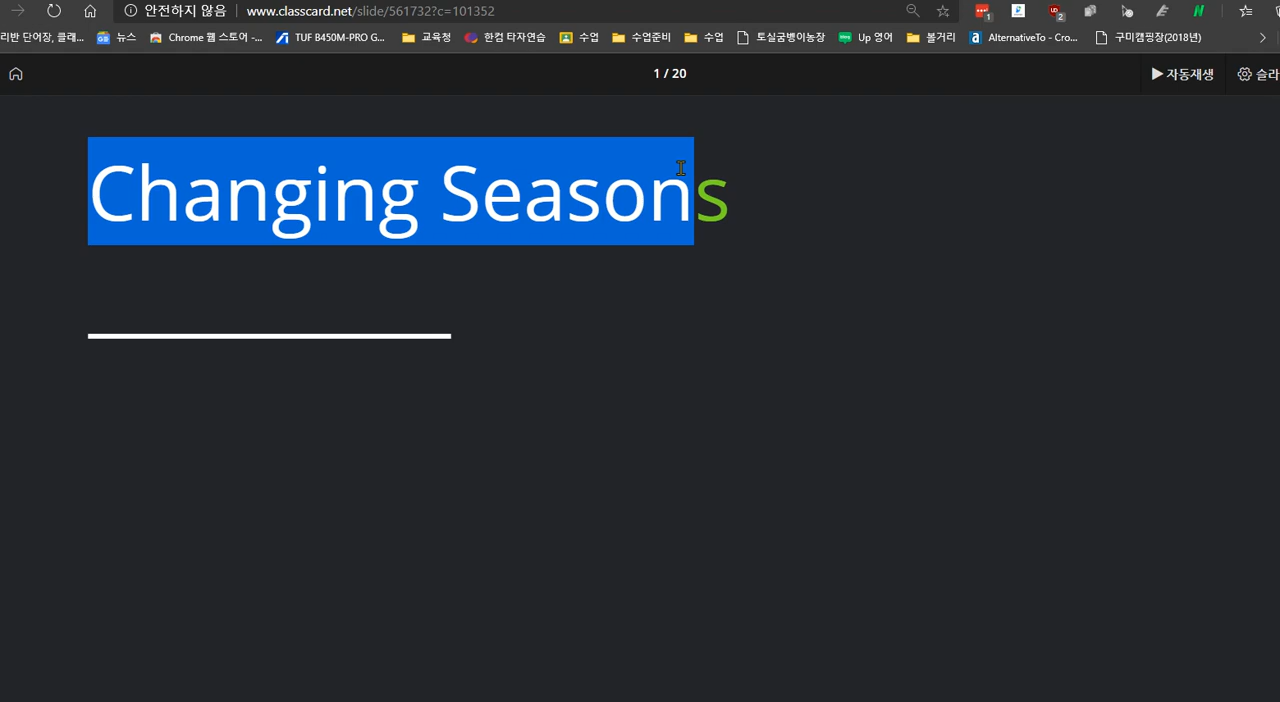 안전하지 않음 www.classcard.net/slide/561732?c=101352
1
UD 2
리반 단어장, 클래... GB 뉴스 Chrome 웹 스토어 -... TUF B450M-PRO G... 교육청 한컴 타자연습 수업 수업준비 수업 토실굼벵이농장 Up 영어 볼거리 a AlternativeTo - Cro... 구미캠핑장(2018년)
1 / 20 자동재생 슬라
Changing Seasons